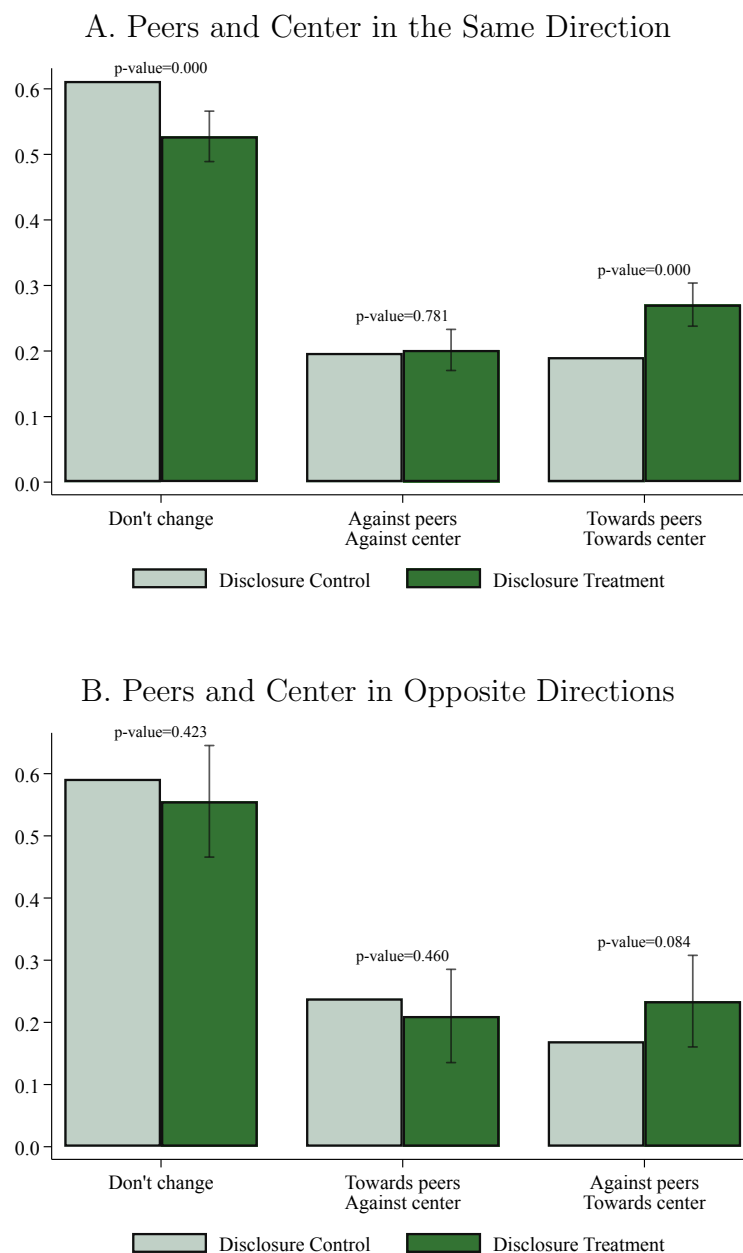 A. Peers and Center in the Same Direction
p-value=0.000
0.6
0.5
0.4
0.3
0.2
0.1
0.0
p-value=0.781
p-value=0.000
Don't change
Against peers
Against center
Towards peers
Towards center
Disclosure Control
Disclosure Treatment
B. Peers and Center in Opposite Directions
p-value=0.423
0.6
0.5
0.4
0.3
0.2
0.1
0.0
p-value=0.460
p-value=0.084
Don't change
Towards peers
Against center
Against peers
Towards center
Disclosure Control
Disclosure Treatment